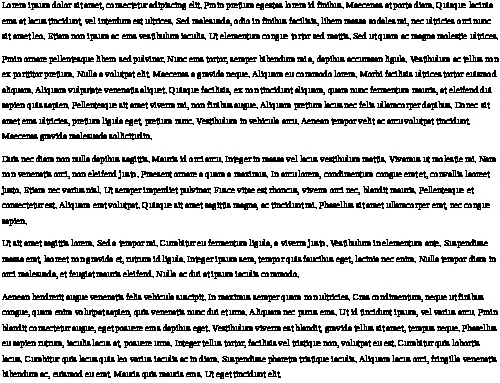 Lorem ipsum dolor sit amet, consectetur adipiscing elit. Proin pretium egestas lorem id finibus. Maecenas at porta diam. Quisque lacinia
eros at lacus tincidunt, vel interdum est ultrices. Sed malesuada, odio in finibus facilisis, libero massa sodales mi, nec ultricies orci nunc
sit amet leo. Etiam non ipsum ac eros vestibulum iaculis. Ut elementum congue tortor sed mattis. Sed ut quam ac magna molestie ultrices.
Proin ornare pellentesque libero sed pulvinar. Nunc eros tortor, semper bibendum nisi a, dapibus accumsan ligula. Vestibulum ac tellus non
ex porttitor pretium. Nulla a volutpat elit. Maecenas a gravida neque. Aliquam eu commodo lorem. Morbi facilisis ultrices tortor euismod
aliquam. Aliquam vulputate venenatis aliquet. Quisque facilisis, ex non tincidunt aliquam, quam nunc fermentum mauris, at eleifend dui
sapien quis sapien. Pellentesque sit amet viverra mi, non finibus augue. Aliquam pretium lacus nec felis ullamcorper dapibus. Donec sit
amet eros ultricies, pretium ligula eget, pretium nunc. Vestibulum in vehicula arcu. Aenean tempor velit ac arcu volutpat tincidunt.
Maecenas gravida malesuada sollicitudin.
Duis nec diam non nulla dapibus sagittis. Mauris id orci arcu. Integer in massa vel lacus vestibulum mattis. Vivamus ut molestie mi. Nam
non venenatis orci, non eleifend justo. Praesent ornare a quam a maximus. In arcu lorem, condimentum congue erat et, convallis laoreet
justo. Etiam nec varius nisl. Ut semper imperdiet pulvinar. Fusce vitae est rhoncus, viverra orci nec, blandit mauris. Pellentesque et
consectetur est. Aliquam erat volutpat. Quisque sit amet sagittis magna, ac tincidunt mi. Phasellus sit amet ullamcorper erat, nec congue
sapien.
Ut sit amet sagittis lorem. Sed a tempor mi. Curabitur eu fermentum ligula, a viverra justo. Vestibulum in elementum ante. Suspendisse
massa erat, laoreet non gravida et, rutrum id ligula. Integer ipsum sem, tempor quis faucibus eget, lacinia nec enim. Nulla tempor diam in
orci malesuada, et feugiat mauris eleifend. Nulla ac dui at ipsum iaculis commodo.
Aenean hendrerit augue venenatis felis vehicula suscipit. In maximus semper quam non ultricies. Cras condimentum, neque ut finibus
congue, quam enim volutpat sapien, quis venenatis nunc dui et urna. Aliquam nec purus eros. Ut id tincidunt ipsum, vel varius arcu. Proin
blandit consectetur augue, eget posuere eros dapibus eget. Vestibulum viverra est blandit, gravida tellus sit amet, tempus neque. Phasellus
eu sapien rutrum, iaculis lacus at, posuere urna. Integer tellus tortor, facilisis vel tristique non, volutpat eu est. Curabitur quis lobortis
lacus. Curabitur quis lacus quis leo varius iaculis ac in diam. Suspendisse pharetra tristique iaculis. Aliquam lacus orci, fringilla venenatis
bibendum ac, euismod eu erat. Mauris quis mauris eros. Ut eget tincidunt elit.